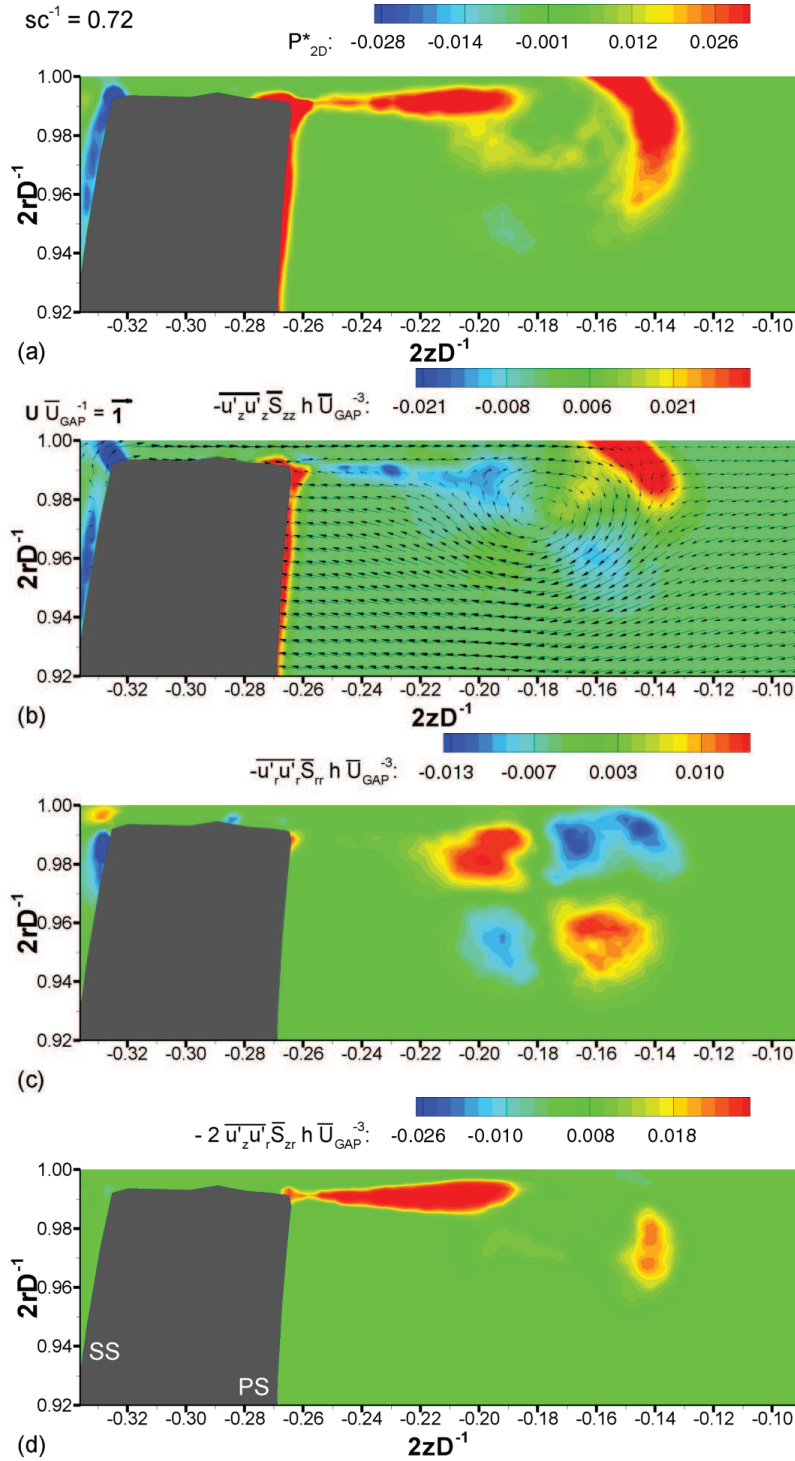 sc⁻¹ = 0.72
P*₂D: -0.028 -0.014 -0.001 0.012 0.026
1.00
0.98
0.96
0.94
0.92
2rD⁻¹
-0.32 -0.30 -0.28 -0.26 -0.24 -0.22 -0.20 -0.18 -0.16 -0.14 -0.12 -0.10
(a) 2zD⁻¹
U U̅_GAP⁻¹ = 1⃗ -u'_z u'_z S̅_zz h U̅_GAP⁻³: -0.021 -0.008 0.006 0.021
1.00
0.98
0.96
0.94
0.92
2rD⁻¹
-0.32 -0.30 -0.28 -0.26 -0.24 -0.22 -0.20 -0.18 -0.16 -0.14 -0.12 -0.10
(b) 2zD⁻¹
-u'_r u'_r S̅_rr h U̅_GAP⁻³: -0.013 -0.007 0.003 0.010
1.00
0.98
0.96
0.94
0.92
2rD⁻¹
-0.32 -0.30 -0.28 -0.26 -0.24 -0.22 -0.20 -0.18 -0.16 -0.14 -0.12 -0.10
(c) 2zD⁻¹
- 2 u'_z u'_r S̅_zr h U̅_GAP⁻³: -0.026 -0.010 0.008 0.018
1.00
0.98
0.96
0.94
0.92
2rD⁻¹
SS PS
-0.32 -0.30 -0.28 -0.26 -0.24 -0.22 -0.20 -0.18 -0.16 -0.14 -0.12 -0.10
(d) 2zD⁻¹